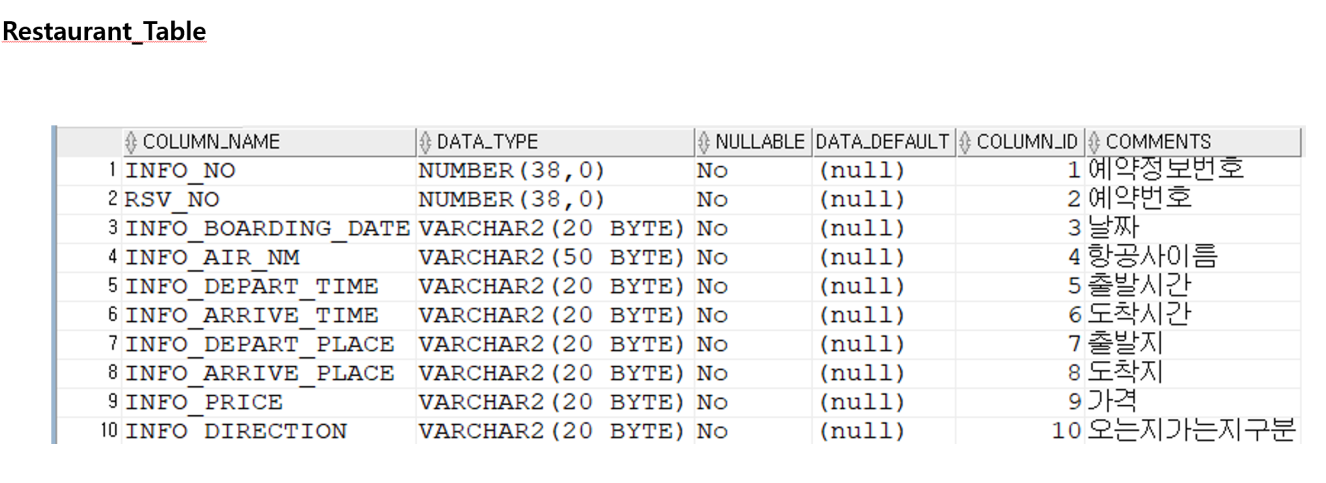 Restaurant_Table
COLUMN_NAME DATA_TYPE NULLABLE DATA_DEFAULT COLUMN_ID COMMENTS
1 INFO_NO NUMBER(38,0) No (null) 1 예약정보번호
2 RSV_NO NUMBER(38,0) No (null) 2 예약번호
3 INFO_BOARDING_DATE VARCHAR2(20 BYTE) No (null) 3 날짜
4 INFO_AIR_NM VARCHAR2(50 BYTE) No (null) 4 항공사이름
5 INFO_DEPART_TIME VARCHAR2(20 BYTE) No (null) 5 출발시간
6 INFO_ARRIVE_TIME VARCHAR2(20 BYTE) No (null) 6 도착시간
7 INFO_DEPART_PLACE VARCHAR2(20 BYTE) No (null) 7 출발지
8 INFO_ARRIVE_PLACE VARCHAR2(20 BYTE) No (null) 8 도착지
9 INFO_PRICE VARCHAR2(20 BYTE) No (null) 9 가격
10 INFO_DIRECTION VARCHAR2(20 BYTE) No (null) 10 오는지가는지구분